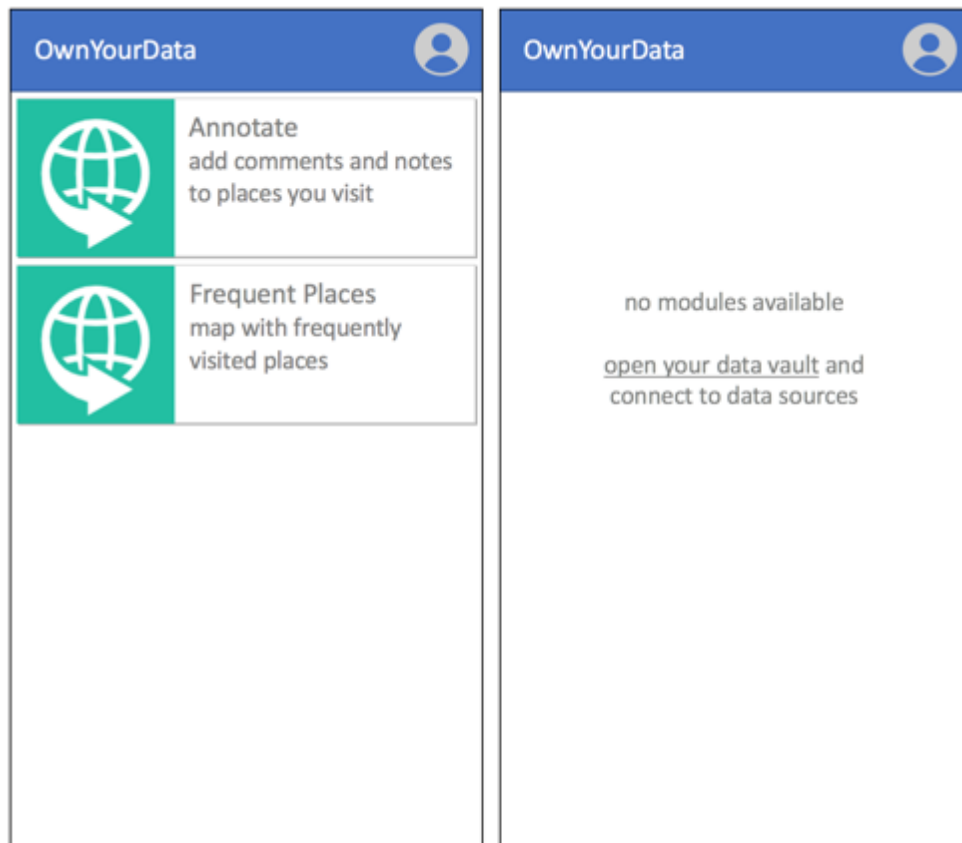 OwnYourData
Annotate
add comments and notes
to places you visit
Frequent Places
map with frequently
visited places
OwnYourData
no modules available
open your data vault and
connect to data sources